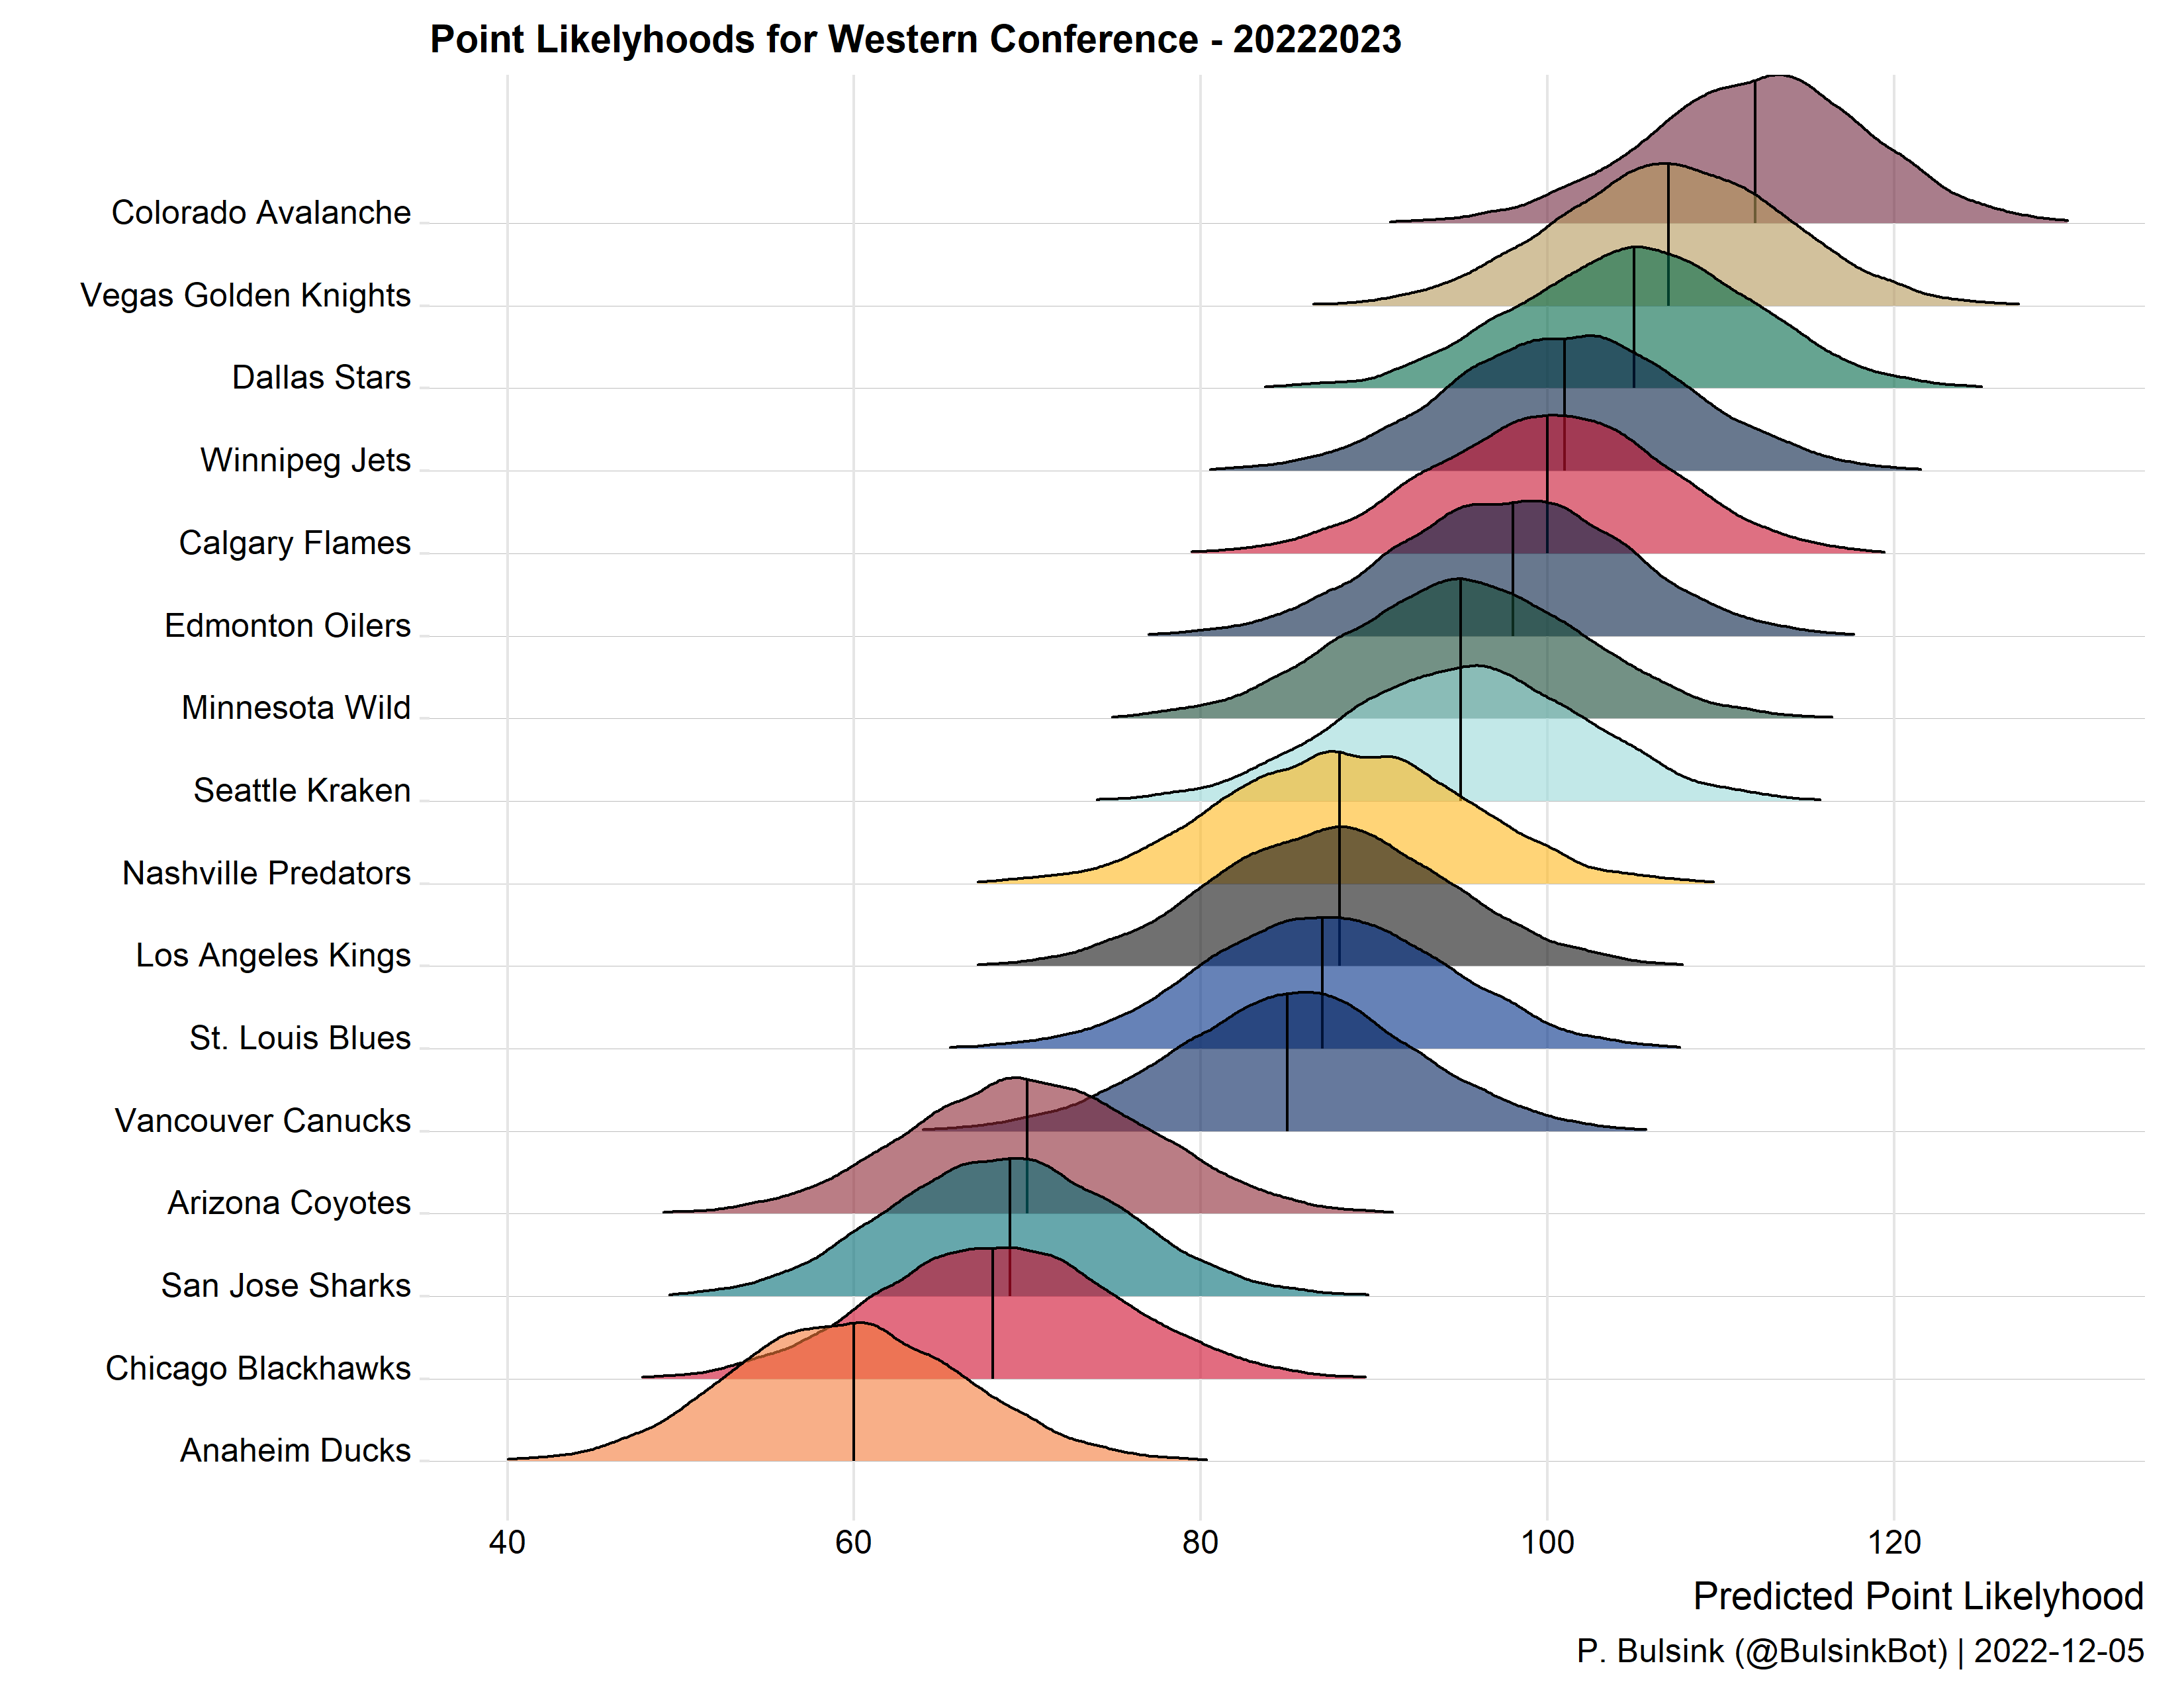 Point Likelyhoods for Western Conference - 20222023
Colorado Avalanche
Vegas Golden Knights
Dallas Stars
Winnipeg Jets
Calgary Flames
Edmonton Oilers
Minnesota Wild
Seattle Kraken
Nashville Predators
Los Angeles Kings
St. Louis Blues
Vancouver Canucks
Arizona Coyotes
San Jose Sharks
Chicago Blackhawks
Anaheim Ducks
40 60 80 100 120
Predicted Point Likelyhood
P. Bulsink (@BulsinkBot) | 2022-12-05